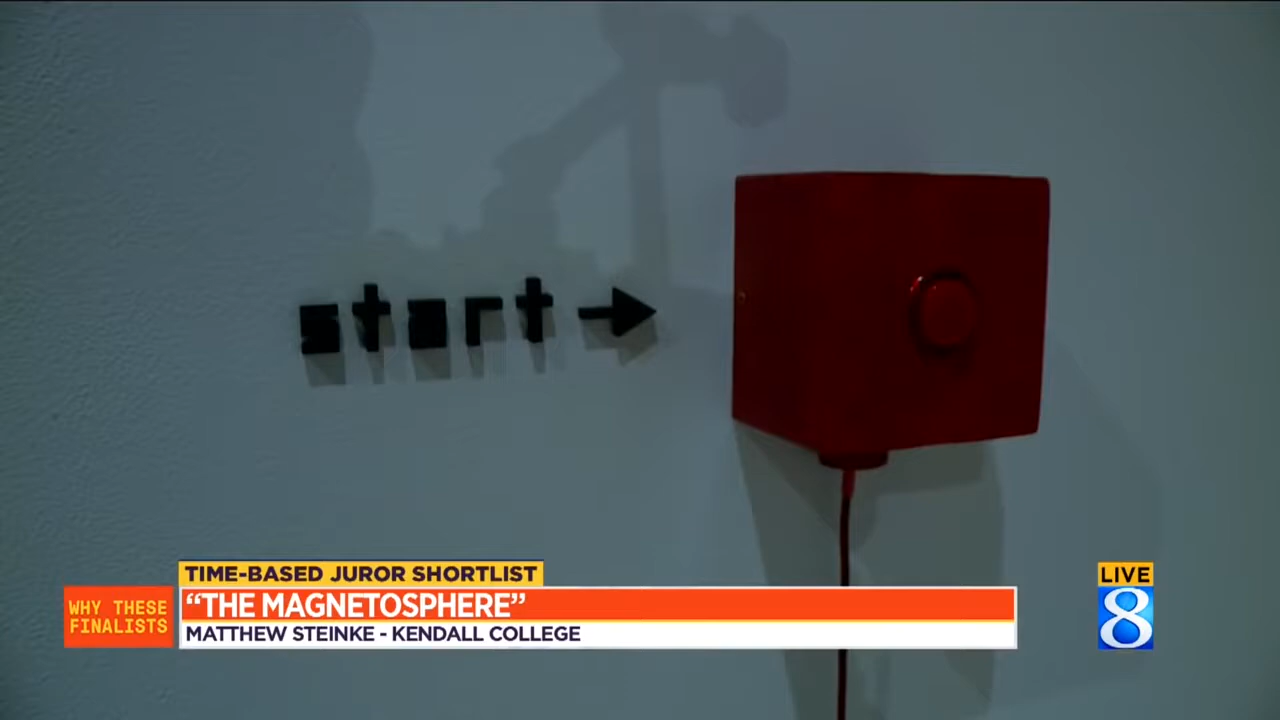 start →
TIME-BASED JUROR SHORTLIST
WHY THESE
FINALISTS
“THE MAGNETOSPHERE”
MATTHEW STEINKE - KENDALL COLLEGE
LIVE
8